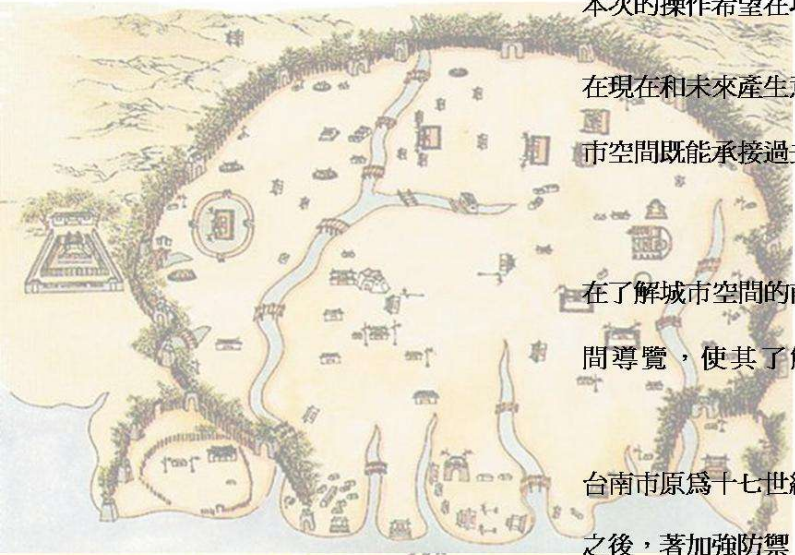 本次的操作希望在
在現在和未來產生
市空間既能承接過
在了解城市空間的
間導覽，使其了
台南市原爲十七世
之後，著加強防禦